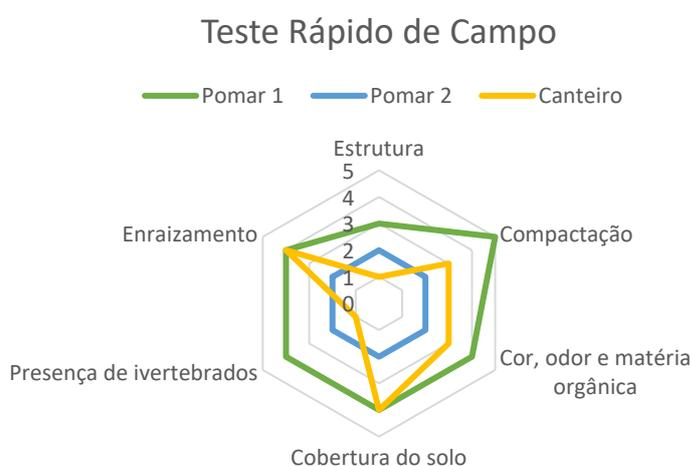 Teste Rápido de Campo
Pomar 1 Pomar 2 Canteiro
Estrutura
5
4
3
2
1
0
Enraizamento
Compactação
Presença de ivertebrados
Cor, odor e matéria
orgânica
Cobertura do solo